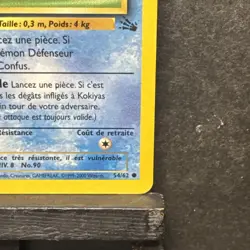 Taille : 0,3 m, Poids: 4 kg
cez une pièce. Si
émon Défenseur
Confus.
Lancez une pièce. Si c'est
s les dégâts infligés à Kokiyas
in tour de votre adversaire.
attaque est toujours valide.)
Résistance
Coût de retraite
très résistante, il est vulnérable
IV. 8 No. 90
54/62